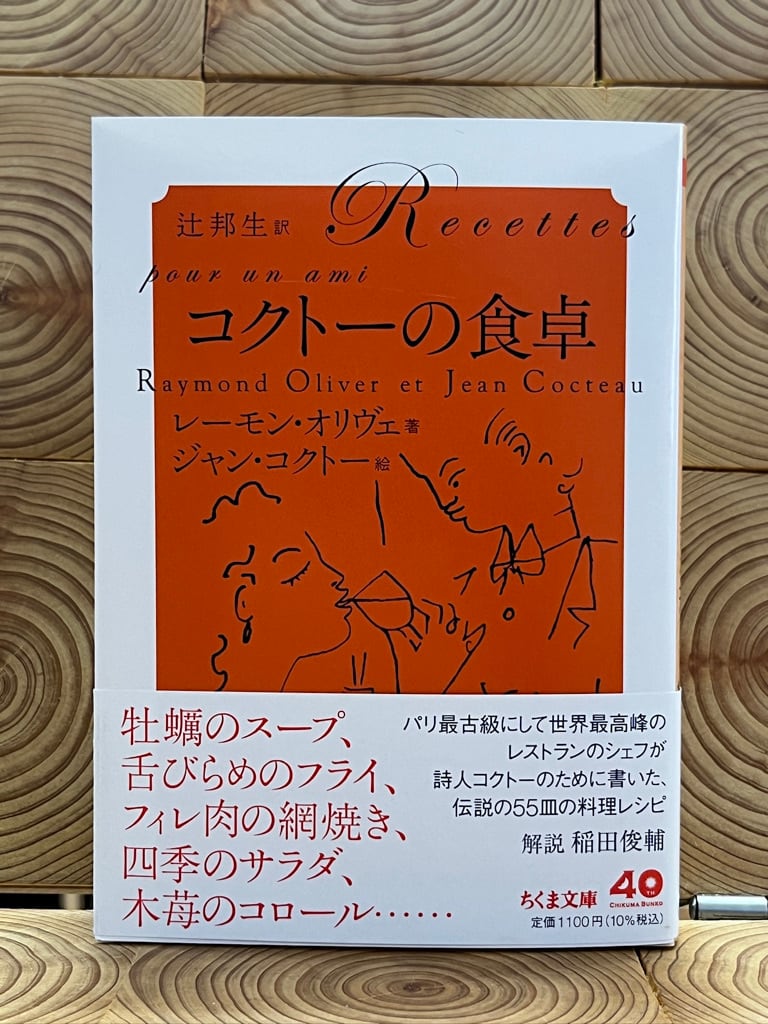 辻邦生訳
Recettes
pour un ami
コクトーの食卓
Raymond Oliver et Jean Cocteau
レーモン・オリヴェ著
ジャン・コクトー絵
牡蠣のスープ、
舌びらめのフライ、
フィレ肉の網焼き、
四季のサラダ、
木苺のコロール……
パリ最古級にして世界最高峰の
レストランのシェフが
詩人コクトーのために書いた、
伝説の55皿の料理レシピ
解説 稲田俊輔
ちくま文庫
40TH
CHIKUMA BUNKO
定価1100円(10%税込)